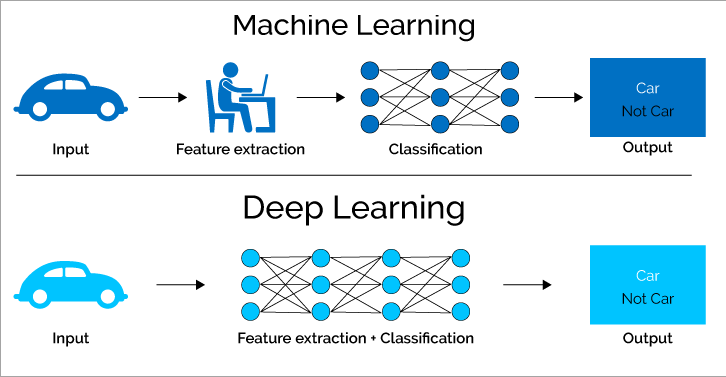 Machine Learning
Car
Not Car
Input
Feature extraction
Classification
Output
Deep Learning
Car
Not Car
Input
Feature extraction + Classification
Output